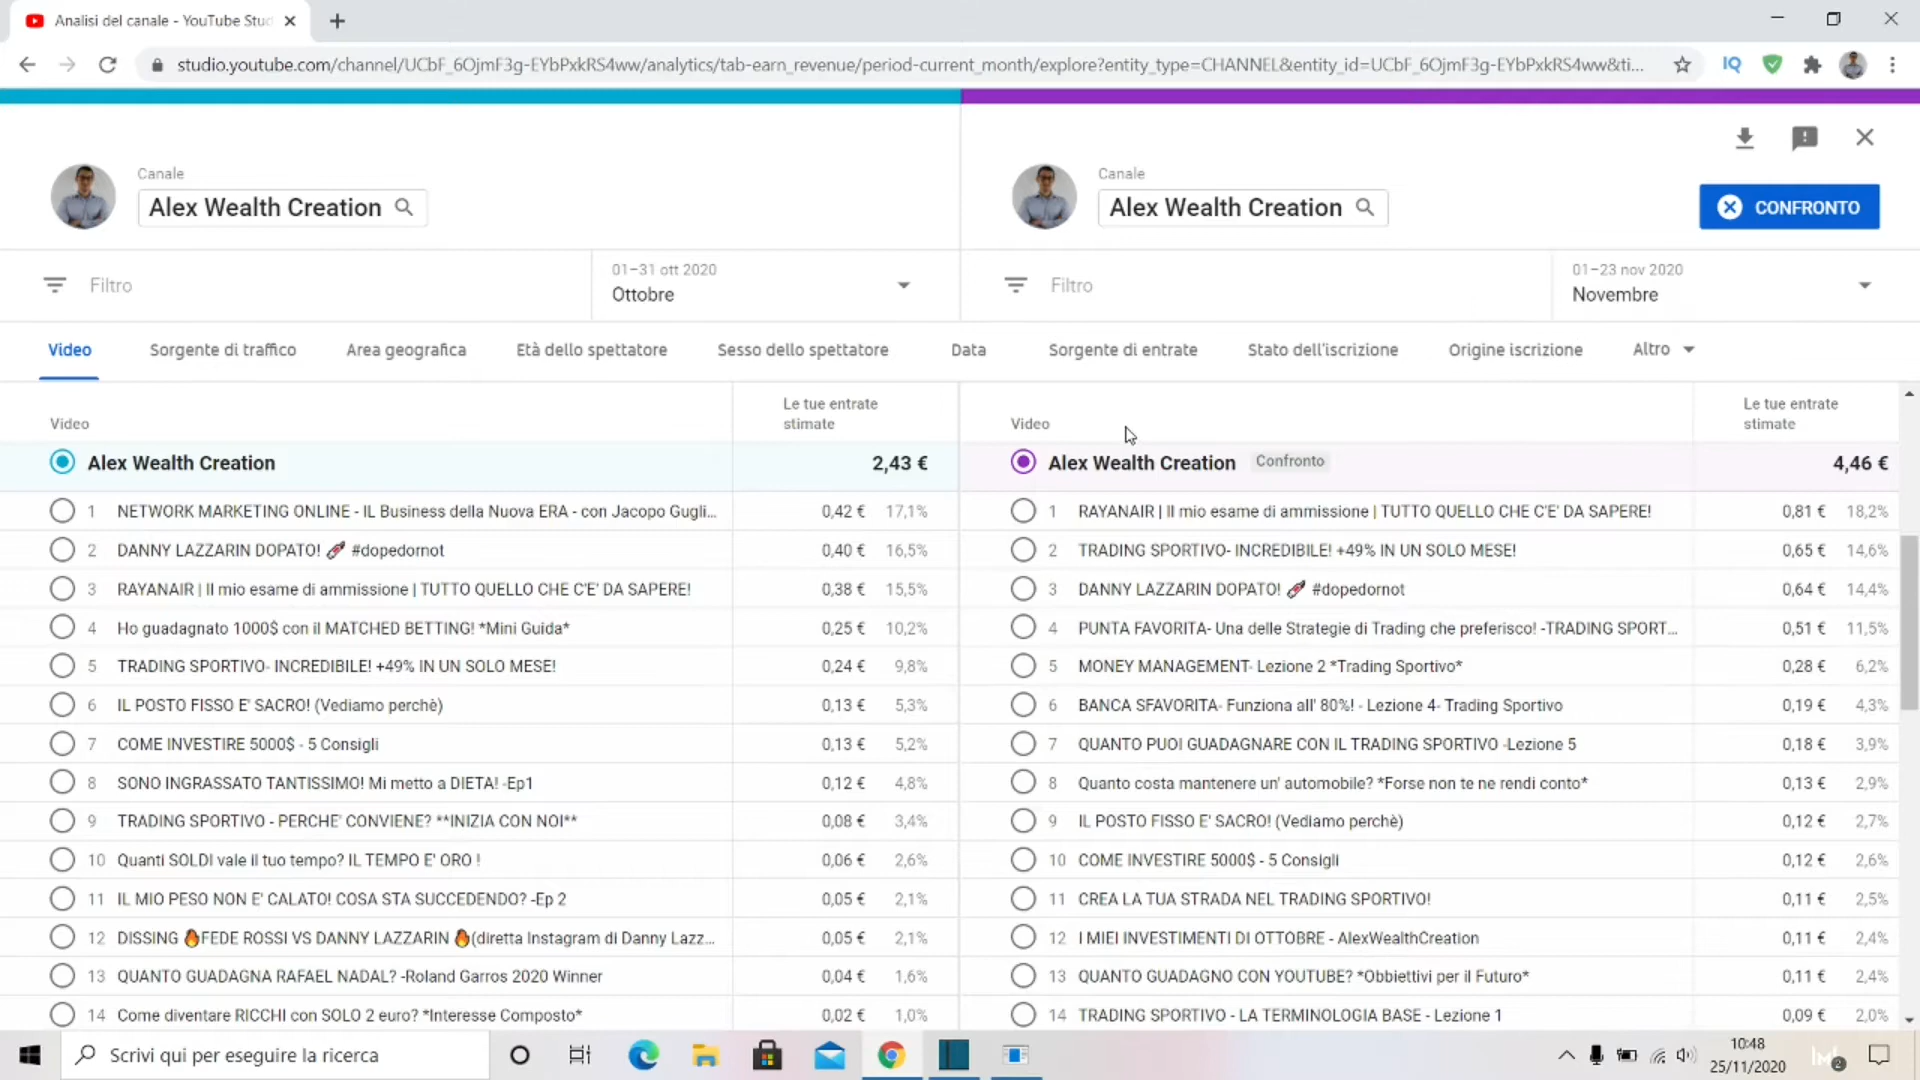 Analisi del canale - YouTube Stud
studio.youtube.com/channel/UCbF_6OjmF3g-EYbPxkRS4ww/analytics/tab-earn_revenue/period-current_month/explore?entity_type=CHANNEL&entity_id=UCbF_6OjmF3g-EYbPxkRS4ww&ti...
IQ
Canale
Alex Wealth Creation
Canale
Alex Wealth Creation
CONFRONTO
Filtro
01–31 ott 2020
Ottobre
Filtro
01–23 nov 2020
Novembre
Video
Sorgente di traffico
Area geografica
Età dello spettatore
Sesso dello spettatore
Data
Sorgente di entrate
Stato dell'iscrizione
Origine iscrizione
Altro
Video
Le tue entrate
stimate
Alex Wealth Creation 2,43 €
1 NETWORK MARKETING ONLINE - IL Business della Nuova ERA - con Jacopo Gugli... 0,42 € 17,1%
2 DANNY LAZZARIN DOPATO! 💉 #dopedornot 0,40 € 16,5%
3 RAYANAIR | Il mio esame di ammissione | TUTTO QUELLO CHE C'E' DA SAPERE! 0,38 € 15,5%
4 Ho guadagnato 1000$ con il MATCHED BETTING! *Mini Guida* 0,25 € 10,2%
5 TRADING SPORTIVO- INCREDIBILE! +49% IN UN SOLO MESE! 0,24 € 9,8%
6 IL POSTO FISSO E' SACRO! (Vediamo perchè) 0,13 € 5,3%
7 COME INVESTIRE 5000$ - 5 Consigli 0,13 € 5,2%
8 SONO INGRASSATO TANTISSIMO! Mi metto a DIETA! -Ep1 0,12 € 4,8%
9 TRADING SPORTIVO - PERCHE' CONVIENE? **INIZIA CON NOI** 0,08 € 3,4%
10 Quanti SOLDI vale il tuo tempo? IL TEMPO E' ORO ! 0,06 € 2,6%
11 IL MIO PESO NON E' CALATO! COSA STA SUCCEDENDO? -Ep 2 0,05 € 2,1%
12 DISSING 🔥FEDE ROSSI VS DANNY LAZZARIN 🔥(diretta Instagram di Danny Lazz... 0,05 € 2,1%
13 QUANTO GUADAGNA RAFAEL NADAL? -Roland Garros 2020 Winner 0,04 € 1,6%
14 Come diventare RICCHI con SOLO 2 euro? *Interesse Composto* 0,02 € 1,0%
Video
Le tue entrate
stimate
Alex Wealth Creation Confronto 4,46 €
1 RAYANAIR | Il mio esame di ammissione | TUTTO QUELLO CHE C'E' DA SAPERE! 0,81 € 18,2%
2 TRADING SPORTIVO- INCREDIBILE! +49% IN UN SOLO MESE! 0,65 € 14,6%
3 DANNY LAZZARIN DOPATO! 💉 #dopedornot 0,64 € 14,4%
4 PUNTA FAVORITA- Una delle Strategie di Trading che preferisco! -TRADING SPORT... 0,51 € 11,5%
5 MONEY MANAGEMENT- Lezione 2 *Trading Sportivo* 0,28 € 6,2%
6 BANCA SFAVORITA- Funziona all' 80%! - Lezione 4- Trading Sportivo 0,19 € 4,3%
7 QUANTO PUOI GUADAGNARE CON IL TRADING SPORTIVO -Lezione 5 0,18 € 3,9%
8 Quanto costa mantenere un' automobile? *Forse non te ne rendi conto* 0,13 € 2,9%
9 IL POSTO FISSO E' SACRO! (Vediamo perchè) 0,12 € 2,7%
10 COME INVESTIRE 5000$ - 5 Consigli 0,12 € 2,6%
11 CREA LA TUA STRADA NEL TRADING SPORTIVO! 0,11 € 2,5%
12 I MIEI INVESTIMENTI DI OTTOBRE - AlexWealthCreation 0,11 € 2,4%
13 QUANTO GUADAGNO CON YOUTUBE? *Obbiettivi per il Futuro* 0,11 € 2,4%
14 TRADING SPORTIVO - LA TERMINOLOGIA BASE - Lezione 1 0,09 € 2,0%
Scrivi qui per eseguire la ricerca
10:48
25/11/2020
2